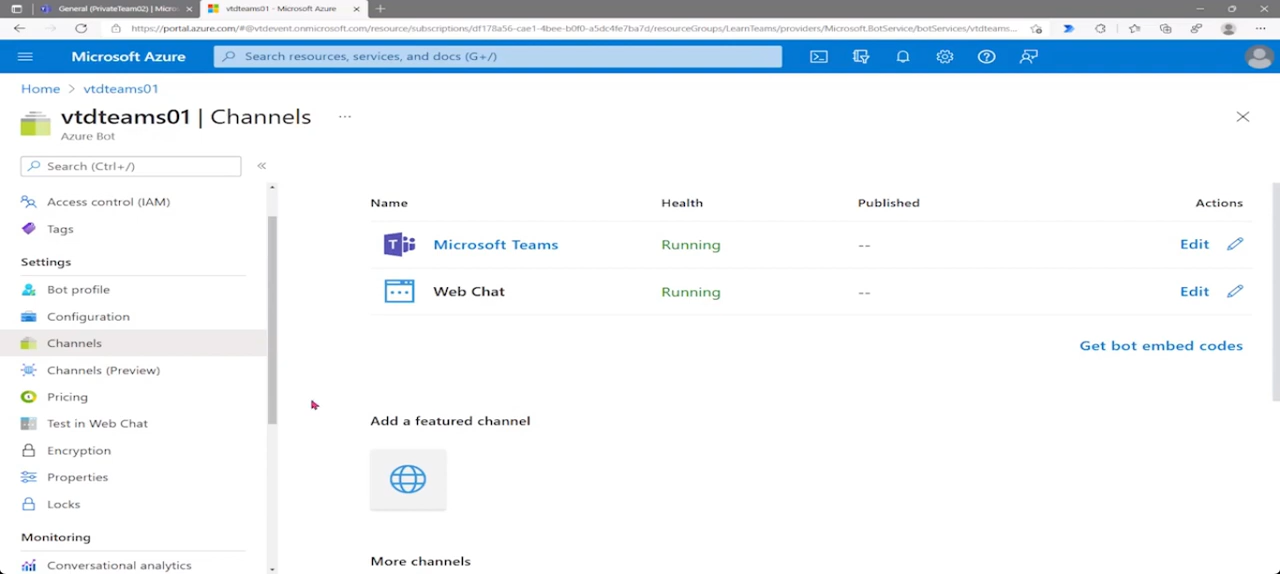 General (PrivateTeam02) | Micros
vtdteams01 - Microsoft Azure
https://portal.azure.com/#@vtdevent.onmicrosoft.com/resource/subscriptions/df178a56-cae1-4bee-b0f0-a5dc4fe7ba7d/resourceGroups/LearnTeams/providers/Microsoft.BotService/botServices/vtdteams...
Microsoft Azure
Search resources, services, and docs (G+/)
Home > vtdteams01
vtdteams01 | Channels ...
Azure Bot
Search (Ctrl+/) «
Access control (IAM)
Tags
Settings
Bot profile
Configuration
Channels
Channels (Preview)
Pricing
Test in Web Chat
Encryption
Properties
Locks
Monitoring
Conversational analytics
Name Health Published Actions
Microsoft Teams Running -- Edit
Web Chat Running -- Edit
Get bot embed codes
Add a featured channel
More channels